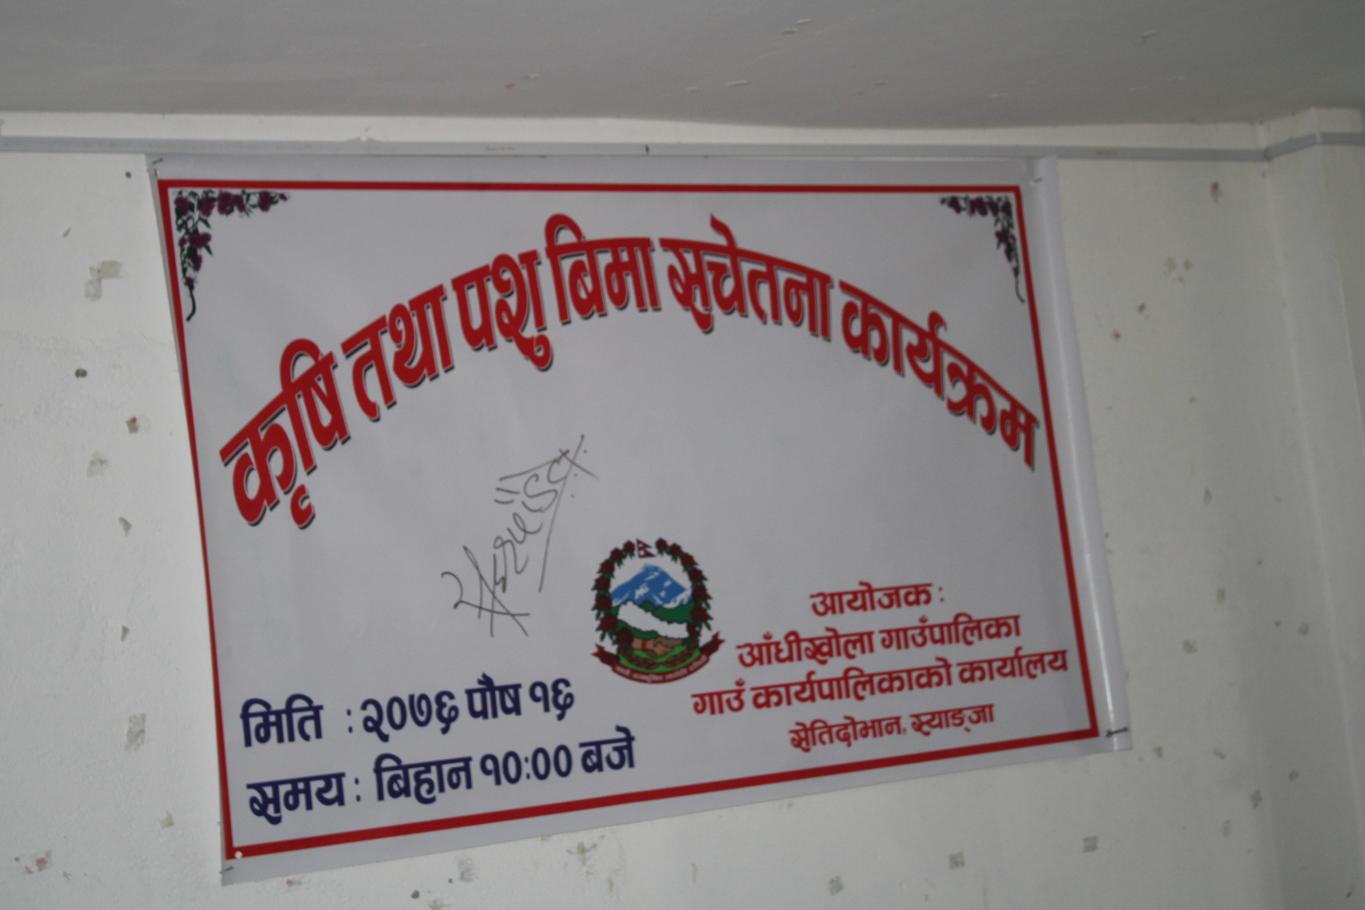 कृषि तथा पशु बिमा सचेतना कार्यक्रम
आयोजक :
आँधीखोला गाउँपालिका
गाउँ कार्यपालिकाको कार्यालय
सेतिदोभान, स्याङ्जा
मिति : २०७६ पौष १६
समय : बिहान १०:०० बजे